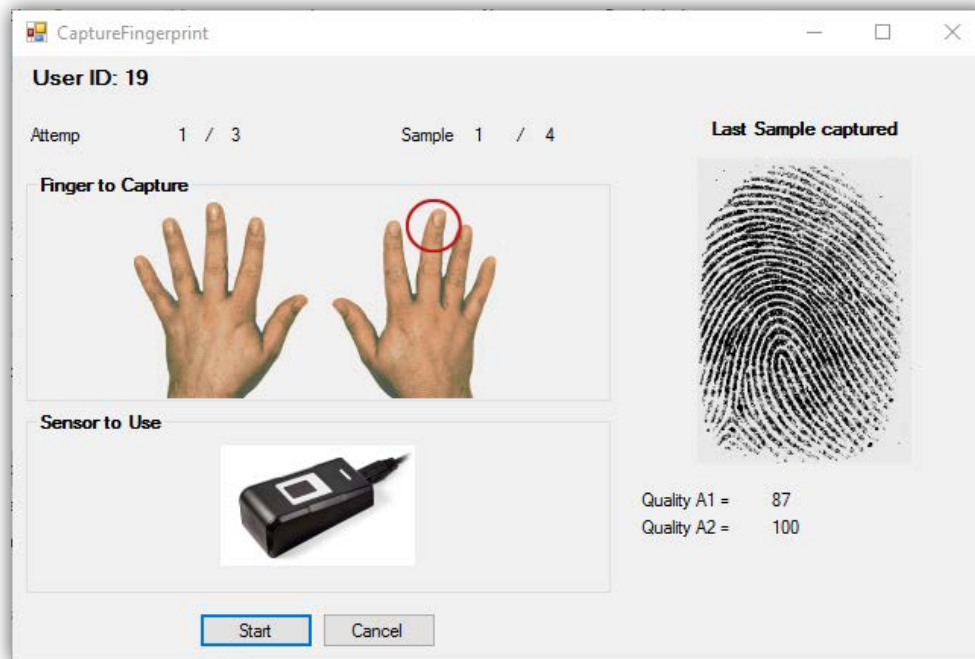 CaptureFingerprint
User ID: 19
Attemp 1 / 3 Sample 1 / 4
Last Sample captured
Finger to Capture
Sensor to Use
Quality A1 = 87
Quality A2 = 100
Start Cancel